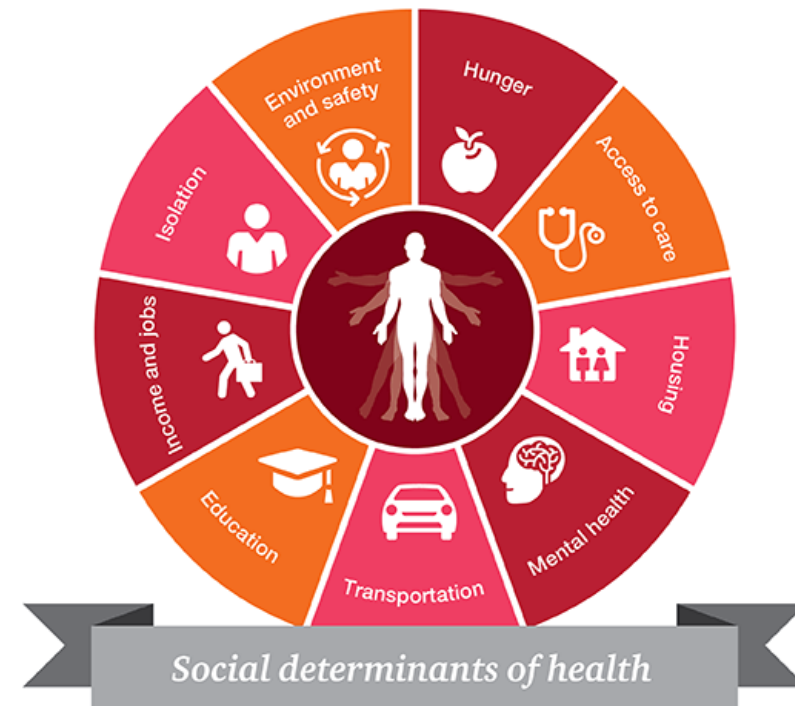 Environment
and safety
Hunger
Access to care
Housing
Mental health
Transportation
Education
Income and jobs
Isolation
Social determinants of health